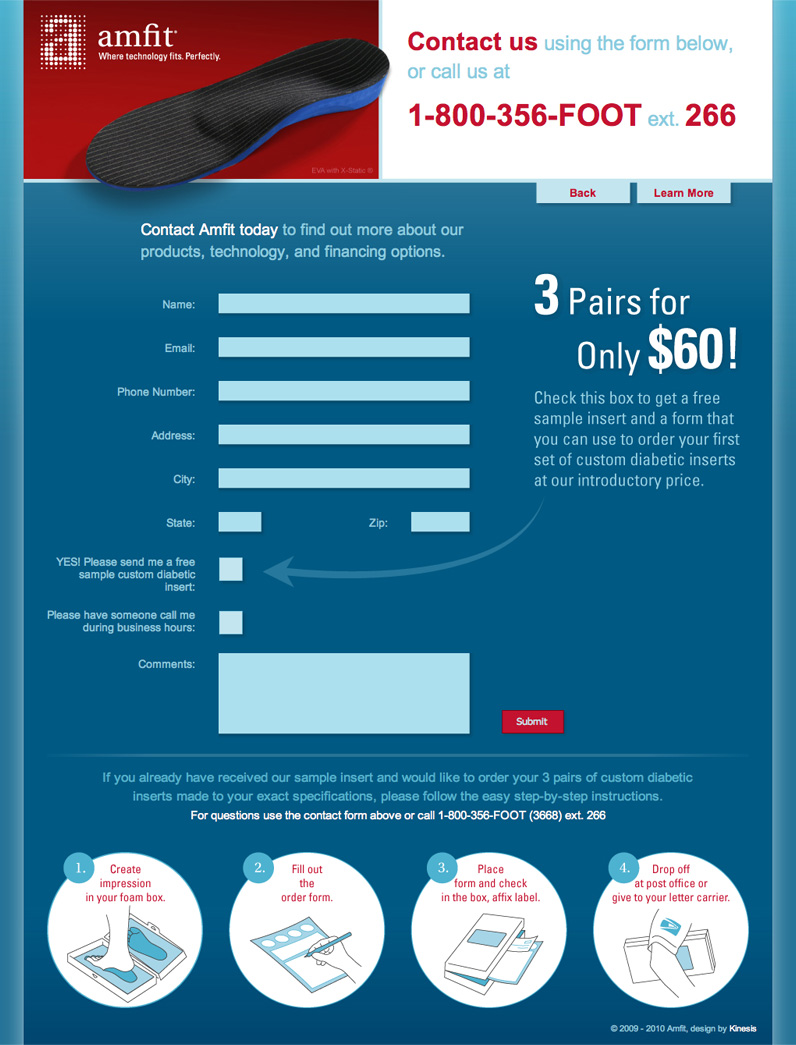 amfit®
Where technology fits. Perfectly.
EVA with X-Static ®
Contact us using the form below,
or call us at
1-800-356-FOOT ext. 266
Back
Learn More
Contact Amfit today to find out more about our
products, technology, and financing options.
Name:
Email:
Phone Number:
Address:
City:
State:
Zip:
YES! Please send me a free
sample custom diabetic
insert:
Please have someone call me
during business hours:
Comments:
Submit
3 Pairs for
Only $60!
Check this box to get a free
sample insert and a form that
you can use to order your first
set of custom diabetic inserts
at our introductory price.
If you already have received our sample insert and would like to order your 3 pairs of custom diabetic
inserts made to your exact specifications, please follow the easy step-by-step instructions.
For questions use the contact form above or call 1-800-356-FOOT (3668) ext. 266
1.
Create
impression
in your foam box.
2.
Fill out
the
order form.
3.
Place
form and check
in the box, affix label.
4.
Drop off
at post office or
give to your letter carrier.
© 2009 - 2010 Amfit, design by Kinesis